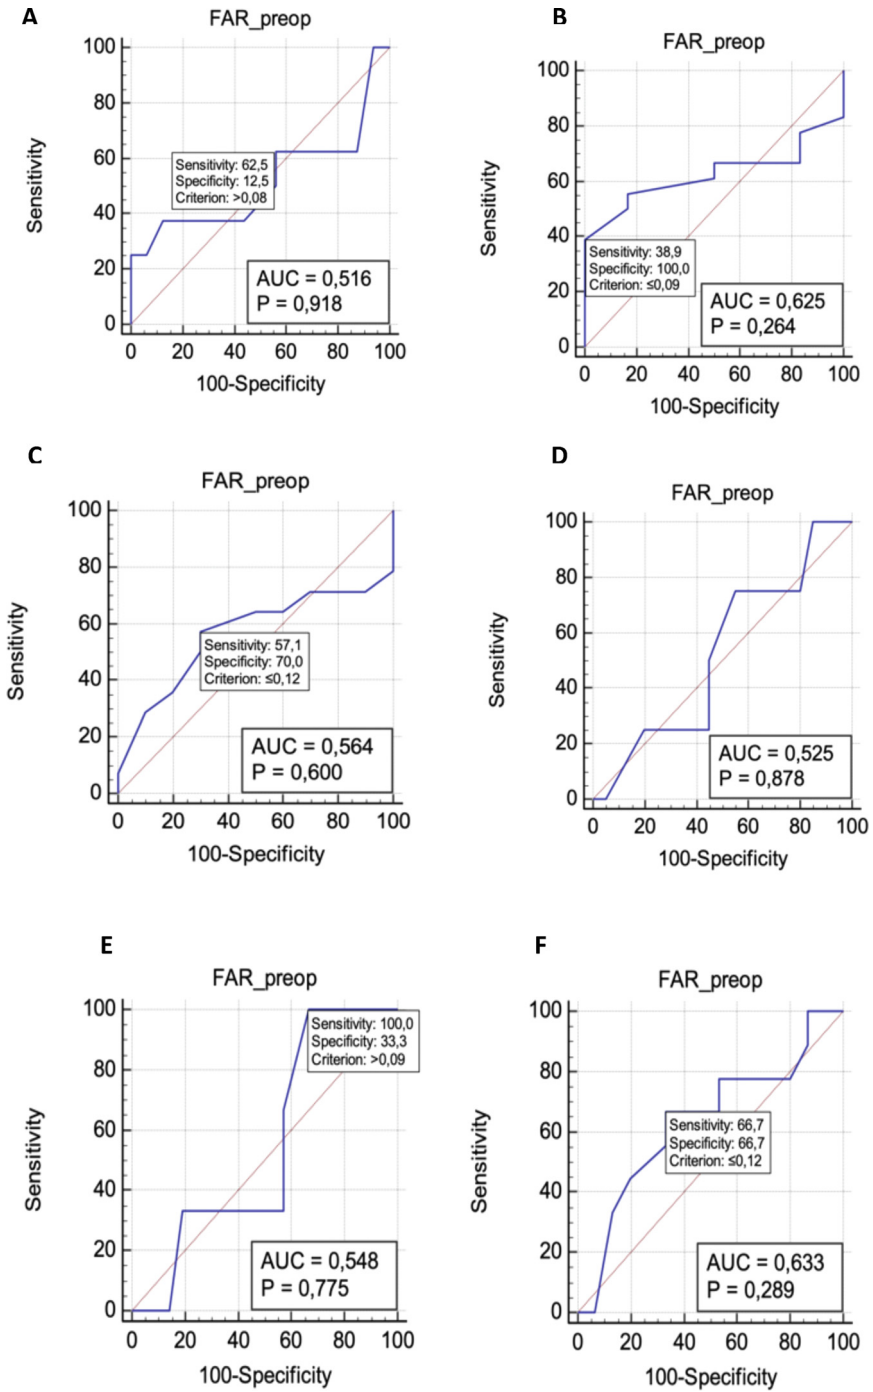 A
FAR_preop
100
80
60
40
20
0
Sensitivity
Sensitivity: 62,5
Specificity: 12,5
Criterion: >0,08
AUC = 0,516
P = 0,918
0 20 40 60 80 100
100-Specificity
B
FAR_preop
100
80
60
40
20
0
Sensitivity
Sensitivity: 38,9
Specificity: 100,0
Criterion: ≤0,09
AUC = 0,625
P = 0,264
0 20 40 60 80 100
100-Specificity
C
FAR_preop
100
80
60
40
20
0
Sensitivity
Sensitivity: 57,1
Specificity: 70,0
Criterion: ≤0,12
AUC = 0,564
P = 0,600
0 20 40 60 80 100
100-Specificity
D
FAR_preop
100
80
60
40
20
0
Sensitivity
AUC = 0,525
P = 0,878
0 20 40 60 80 100
100-Specificity
E
FAR_preop
100
80
60
40
20
0
Sensitivity
Sensitivity: 100,0
Specificity: 33,3
Criterion: >0,09
AUC = 0,548
P = 0,775
0 20 40 60 80 100
100-Specificity
F
FAR_preop
100
80
60
40
20
0
Sensitivity
Sensitivity: 66,7
Specificity: 66,7
Criterion: ≤0,12
AUC = 0,633
P = 0,289
0 20 40 60 80 100
100-Specificity